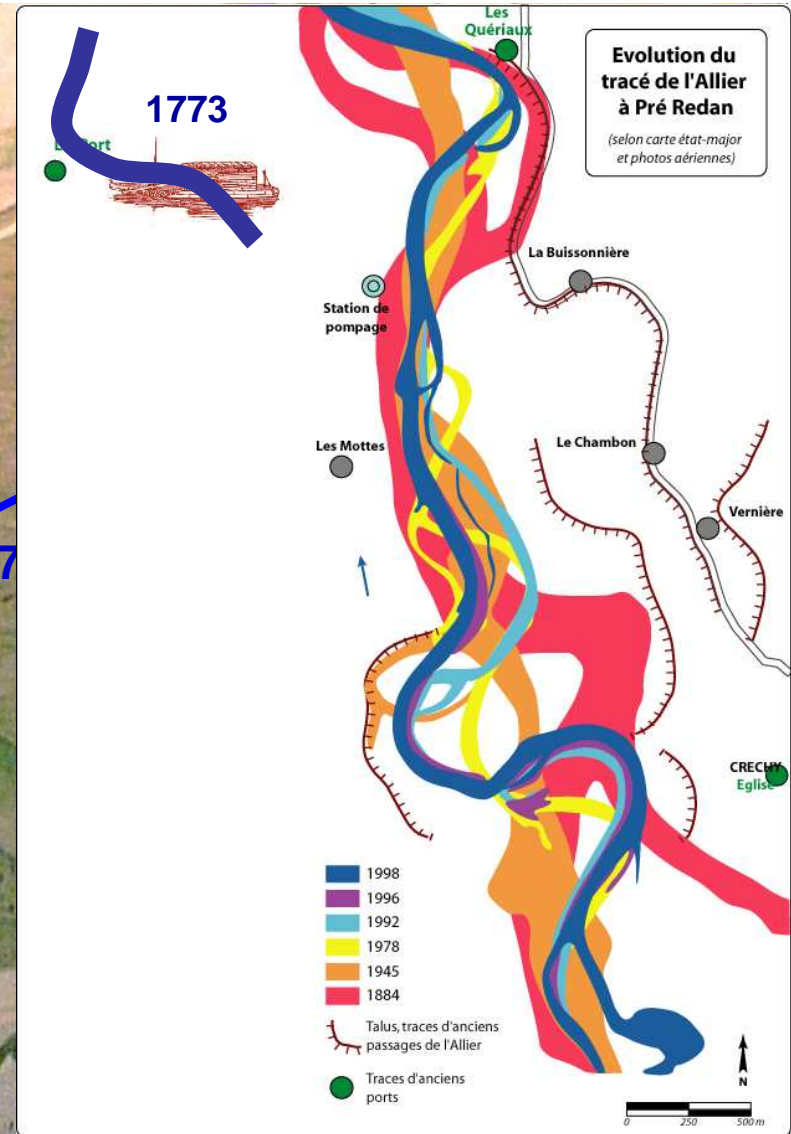 Les
Quériaux
Evolution du
tracé de l'Allier
à Pré Redan
(selon carte état-major
et photos aériennes)
1773
Port
La Buissonnière
Station de
pompage
Les Mottes
Le Chambon
Vernière
7
CRECHY
Eglise
1998
1996
1992
1978
1945
1884
Talus, traces d'anciens
passages de l'Allier
Traces d'anciens
ports
N
0 250 500 m